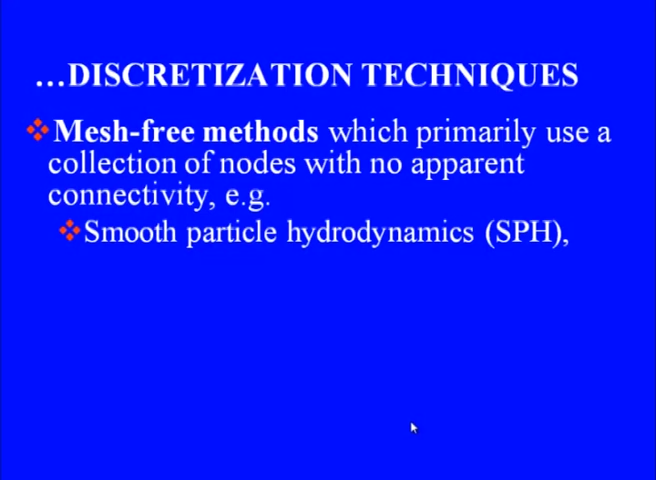 ...DISCRETIZATION TECHNIQUES
Mesh-free methods which primarily use a
collection of nodes with no apparent
connectivity, e.g.
Smooth particle hydrodynamics (SPH),